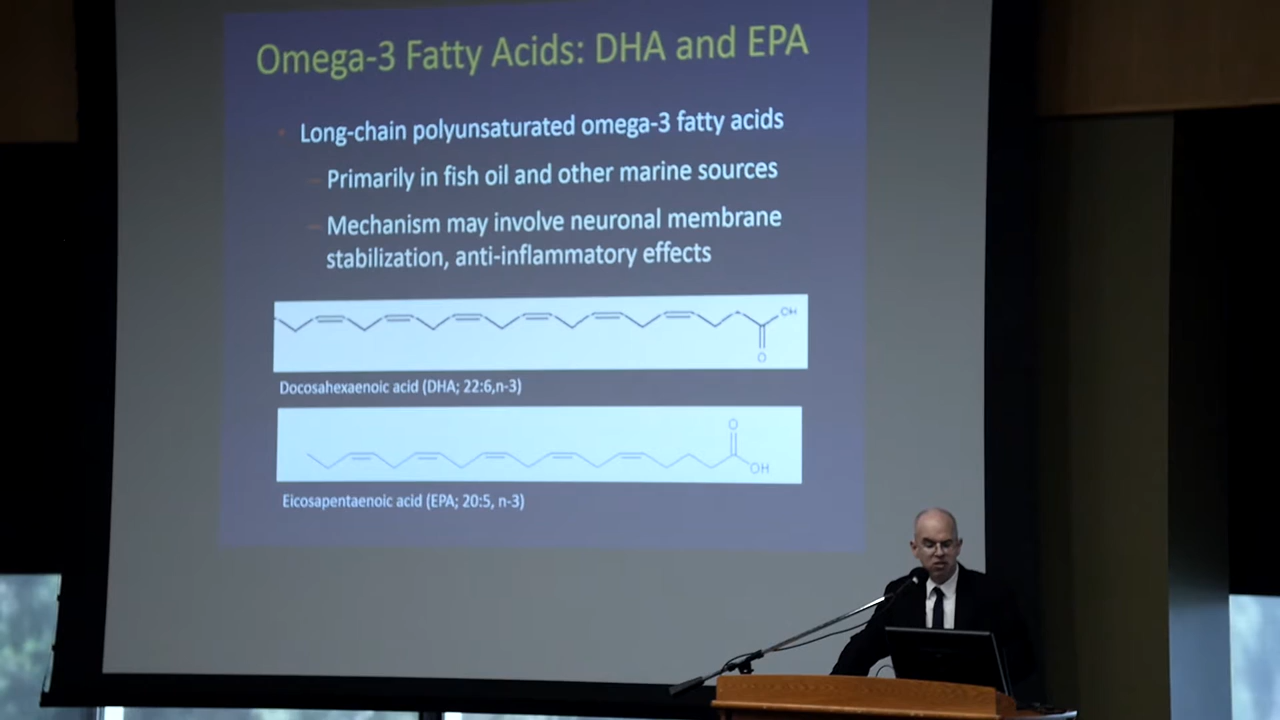 Omega-3 Fatty Acids: DHA and EPA
Long-chain polyunsaturated omega-3 fatty acids
Primarily in fish oil and other marine sources
Mechanism may involve neuronal membrane
stabilization, anti-inflammatory effects
OH
O
Docosahexaenoic acid (DHA; 22:6,n-3)
O
OH
Eicosapentaenoic acid (EPA; 20:5, n-3)